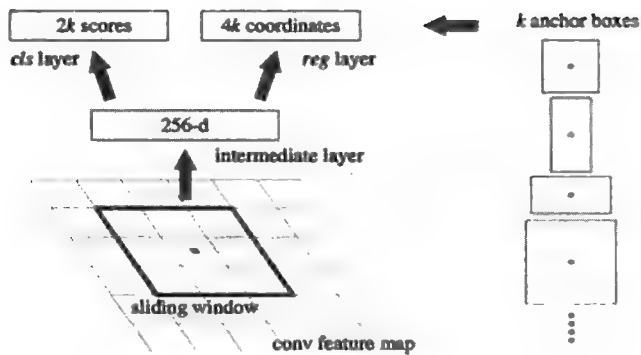 2k scores
4k coordinates
k anchor boxes
cls layer
reg layer
256-d
intermediate layer
sliding window
conv feature map